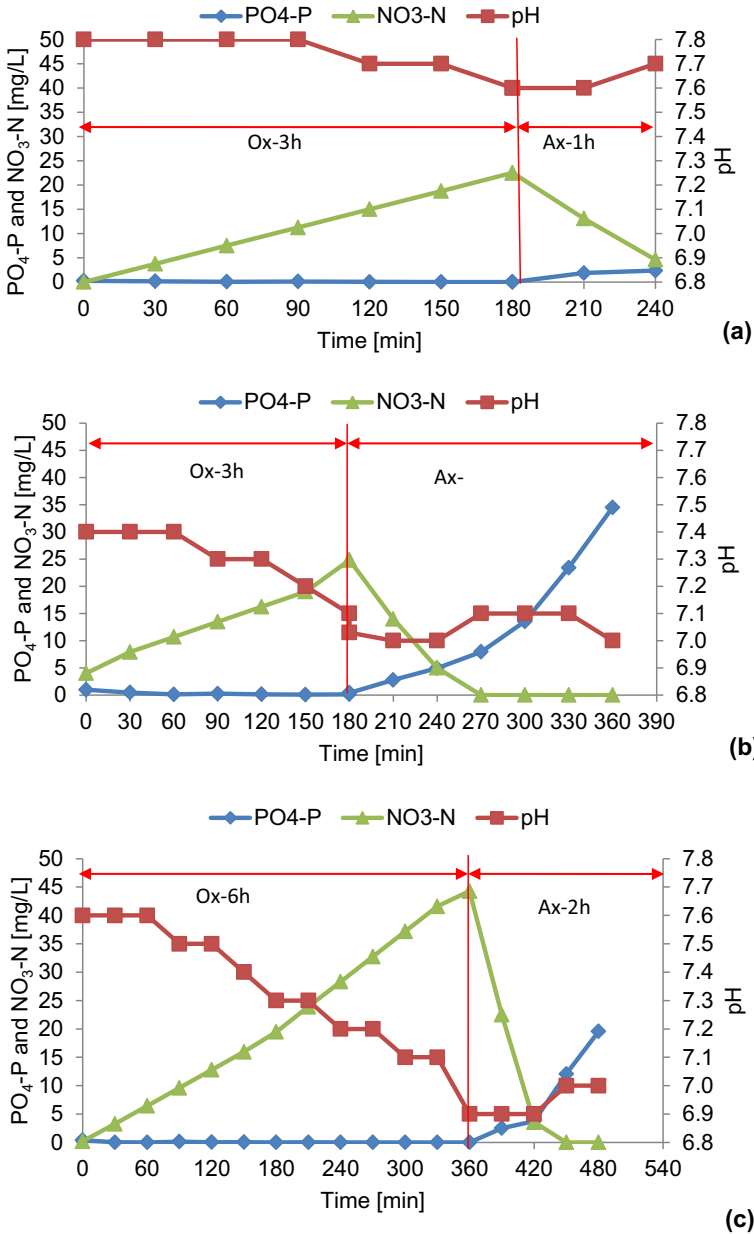 PO4-P NO3-N pH
50 7.8
45 7.7
40 7.6
35 7.5
30 7.4
25 7.3
20 7.2
15 7.1
10 7.0
5 6.9
0 6.8
PO₄-P and NO₃-N [mg/L]
pH
Ox-3h Ax-1h
0 30 60 90 120 150 180 210 240
Time [min]
(a)
PO4-P NO3-N pH
50 7.8
45 7.7
40 7.6
35 7.5
30 7.4
25 7.3
20 7.2
15 7.1
10 7.0
5 6.9
0 6.8
PO₄-P and NO₃-N [mg/L]
pH
Ox-3h Ax-
0 30 60 90 120 150 180 210 240 270 300 330 360 390
Time [min]
(b)
PO4-P NO3-N pH
50 7.8
45 7.7
40 7.6
35 7.5
30 7.4
25 7.3
20 7.2
15 7.1
10 7.0
5 6.9
0 6.8
PO₄-P and NO₃-N [mg/L]
pH
Ox-6h Ax-2h
0 60 120 180 240 300 360 420 480 540
Time [min]
(c)